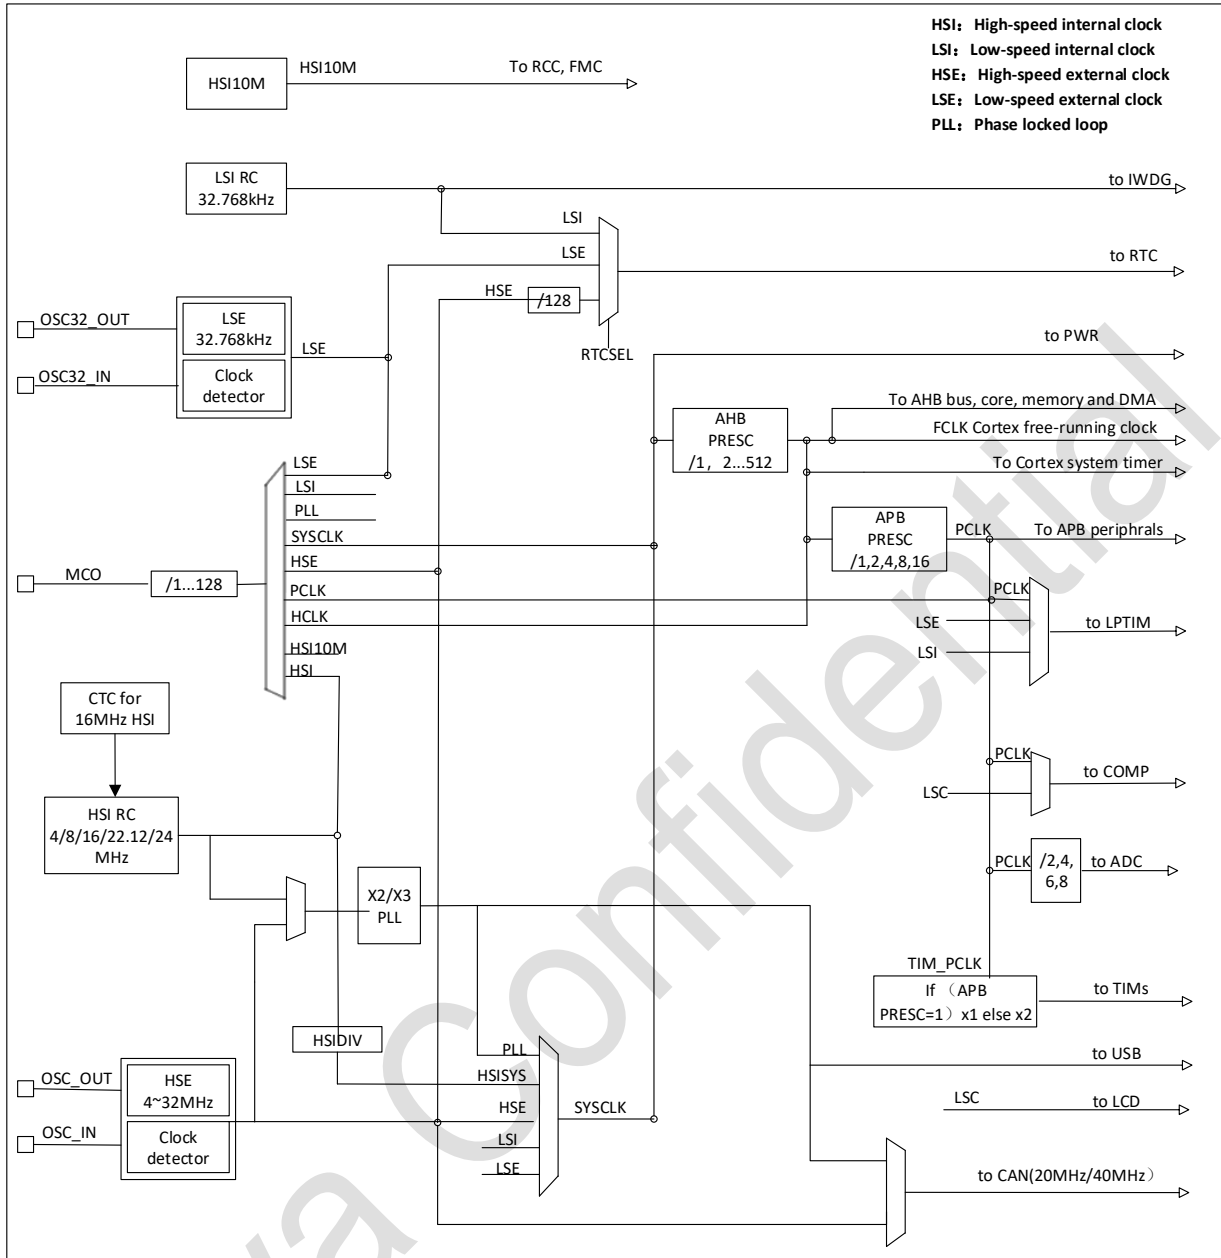 HSI：High-speed internal clock
LSI：Low-speed internal clock
HSE：High-speed external clock
LSE：Low-speed external clock
PLL：Phase locked loop
HSI10M
HSI10M
To RCC, FMC
LSI RC
32.768kHz
to IWDG
LSI
LSE
HSE
/128
to RTC
RTCSEL
OSC32_OUT
OSC32_IN
LSE
32.768kHz
Clock
detector
LSE
to PWR
AHB
PRESC
/1，2...512
To AHB bus, core, memory and DMA
FCLK Cortex free-running clock
To Cortex system timer
APB
PRESC
/1,2,4,8,16
PCLK
To APB periphrals
MCO
/1...128
LSE
LSI
PLL
SYSCLK
HSE
PCLK
HCLK
HSI10M
HSI
PCLK
LSE
LSI
to LPTIM
CTC for
16MHz HSI
HSI RC
4/8/16/22.12/24
MHz
PCLK
LSC
to COMP
X2/X3
PLL
PCLK
/2,4,
6,8
to ADC
TIM_PCLK
If （APB
PRESC=1）x1 else x2
to TIMs
HSIDIV
OSC_OUT
OSC_IN
HSE
4~32MHz
Clock
detector
PLL
HSISYS
HSE
LSI
LSE
SYSCLK
to USB
LSC
to LCD
to CAN(20MHz/40MHz）
va Confidential